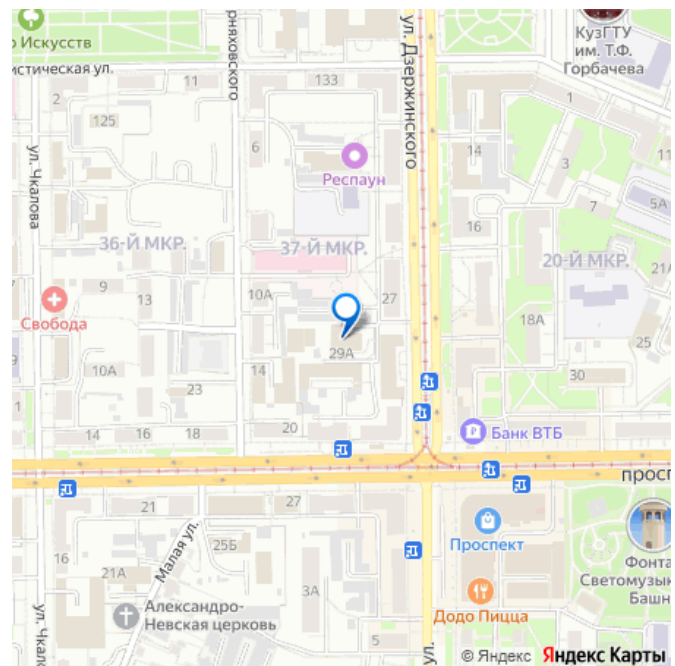 КузГТУ
им. Т.Ф.
Горбачева
о Искусств
истическая ул.
рняховского
ул. Дзержинского
11
133
2
125
1
6
14
3
11
Респаун
7
5А
ул. Чкалова
16
36-Й МКР.
37-Й МКР.
20-Й МКР.
21А
9
13
10А
27
Свобода
18А
25
29А
10А
14
23
30
1
14
16
18
20
Банк ВТБ
просп
21
27
Малая ул.
25Б
Проспект
16
21А
3А
Фонта
Светомузык
Башн
Александро-
Невская церковь
Додо Пицца
ул. Чкало
5
ул.
© Яндекс Яндекс Карты